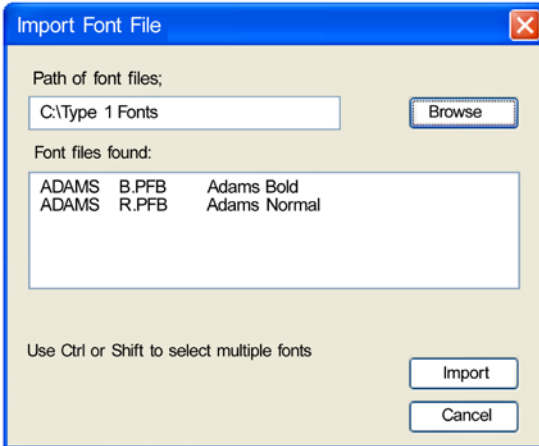 Import Font File
Path of font files;
C:\Type 1 Fonts
Browse
Font files found:
ADAMS B.PFB Adams Bold
ADAMS R.PFB Adams Normal
Use Ctrl or Shift to select multiple fonts
Import
Cancel